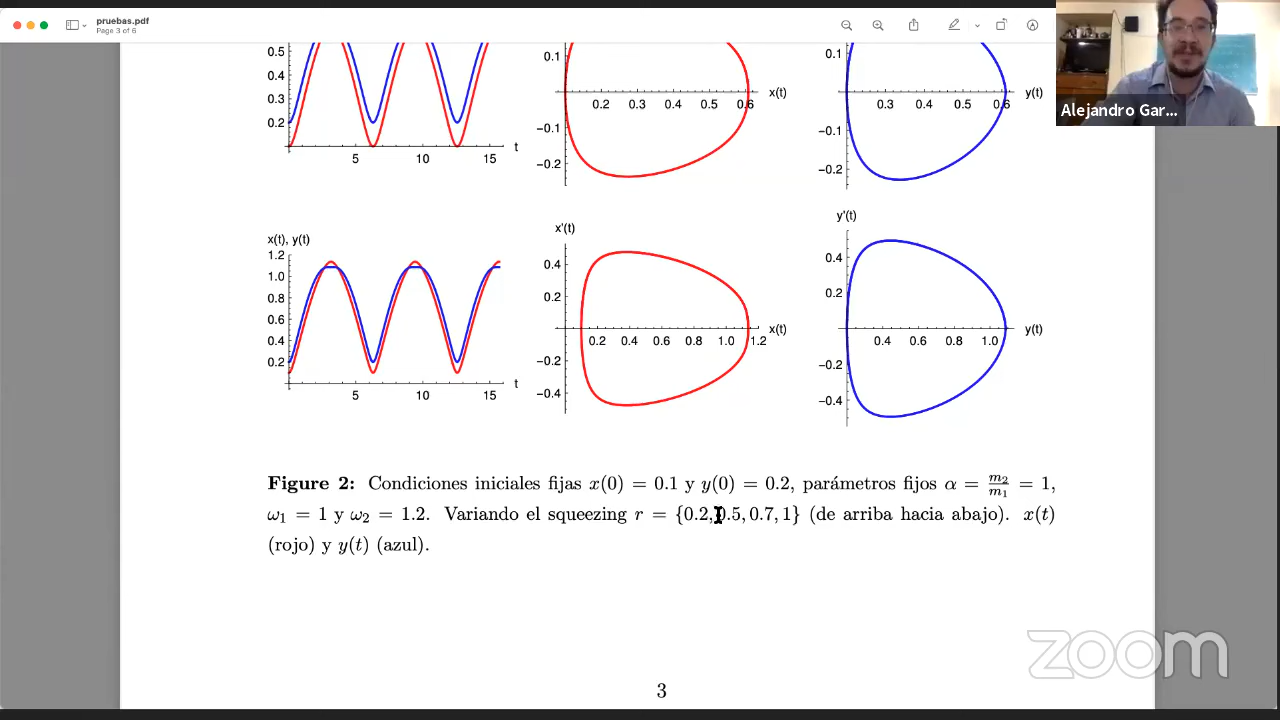 pruebas.pdf
Page 3 of 6
0.5
0.4
0.3
0.2
5 10 15 t
0.1
-0.1
-0.2
0.2 0.3 0.4 0.5 0.6 x(t)
0.1
-0.1
-0.2
0.3 0.4 0.5 0.6 y(t)
Alejandro Gar...
x(t), y(t)
1.2
1.0
0.8
0.6
0.4
0.2
5 10 15 t
x'(t)
0.4
0.2
-0.2
-0.4
0.2 0.4 0.6 0.8 1.0 1.2 x(t)
y'(t)
0.4
0.2
-0.2
-0.4
0.4 0.6 0.8 1.0 y(t)
Figure 2: Condiciones iniciales fijas x(0) = 0.1 y y(0) = 0.2, parámetros fijos α = m₂/m₁ = 1,
ω₁ = 1 y ω₂ = 1.2. Variando el squeezing r = {0.2, 0.5, 0.7, 1} (de arriba hacia abajo). x(t)
(rojo) y y(t) (azul).
zoom
3